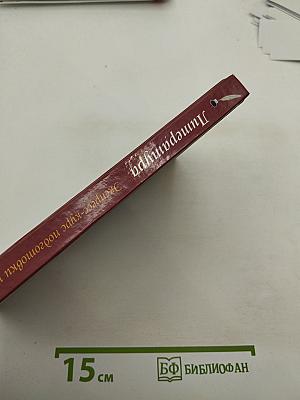 Литература
Экспресс-курс подготовки
15 см
БФ БИБЛИОФАН